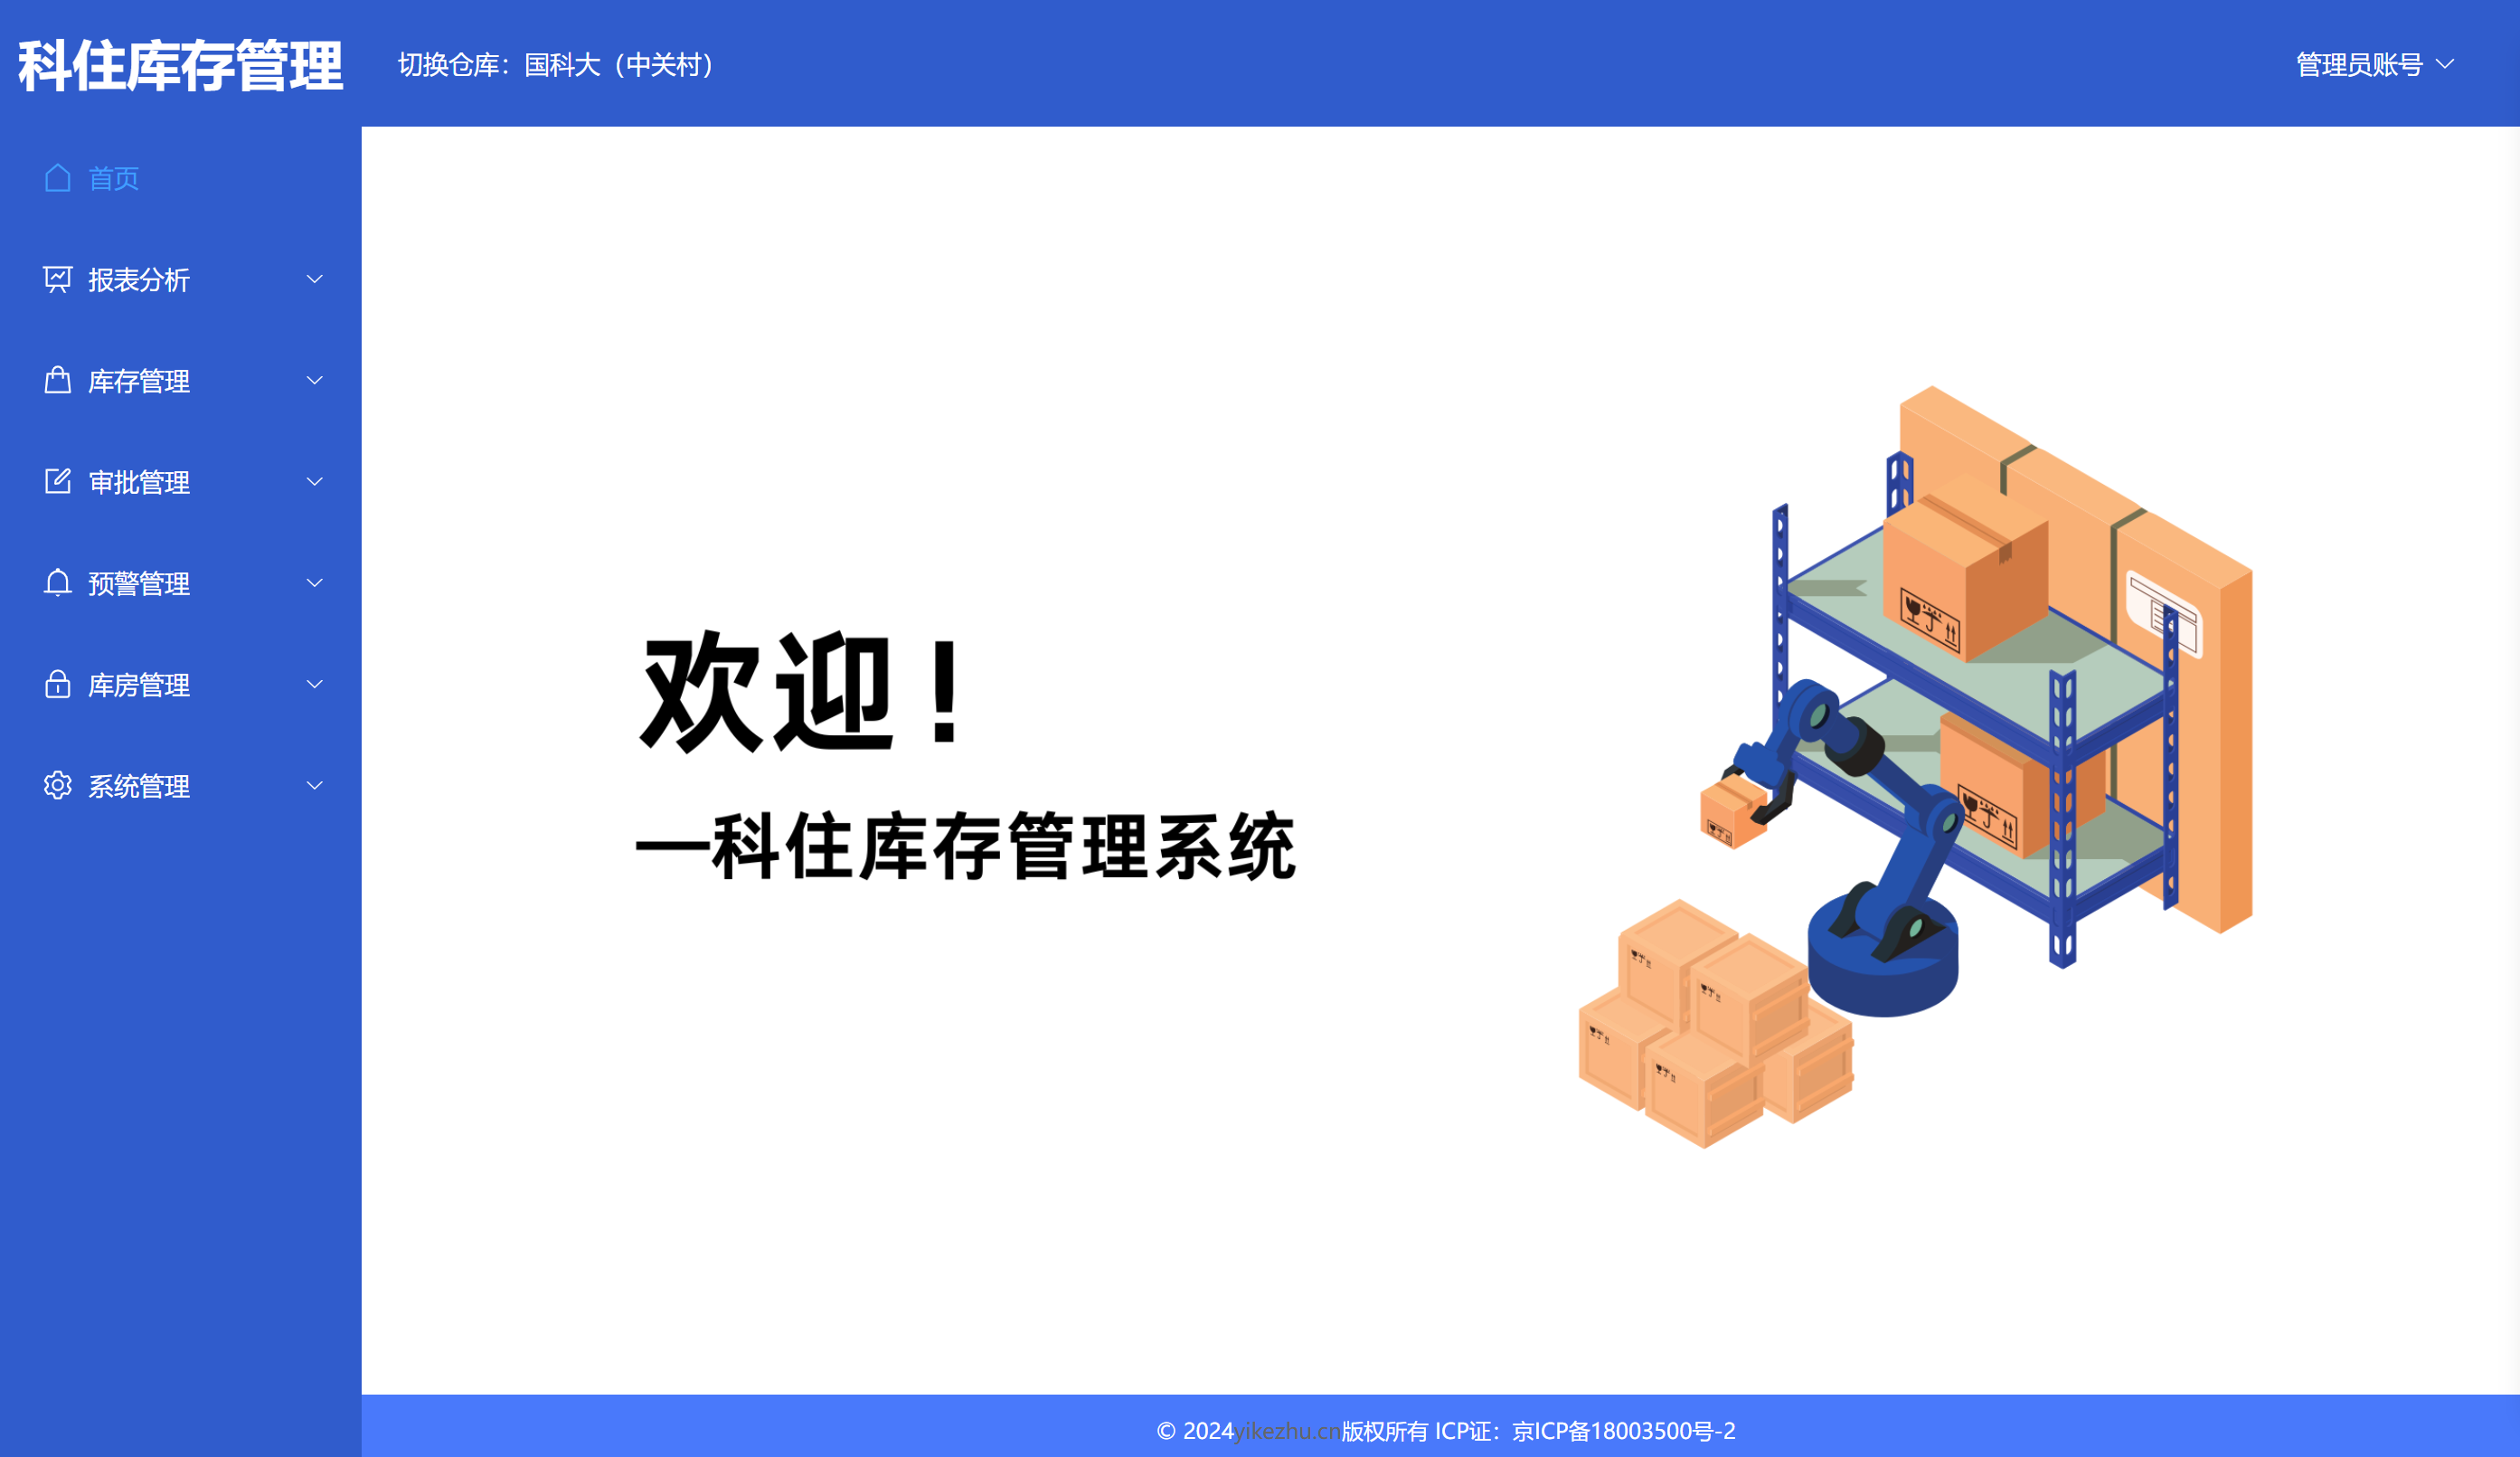 科住库存管理
切换仓库：国科大（中关村）
管理员账号
首页
报表分析
库存管理
审批管理
预警管理
库房管理
系统管理
欢迎！
—科住库存管理系统
© 2024yikezhu.cn版权所有 ICP证：京ICP备18003500号-2